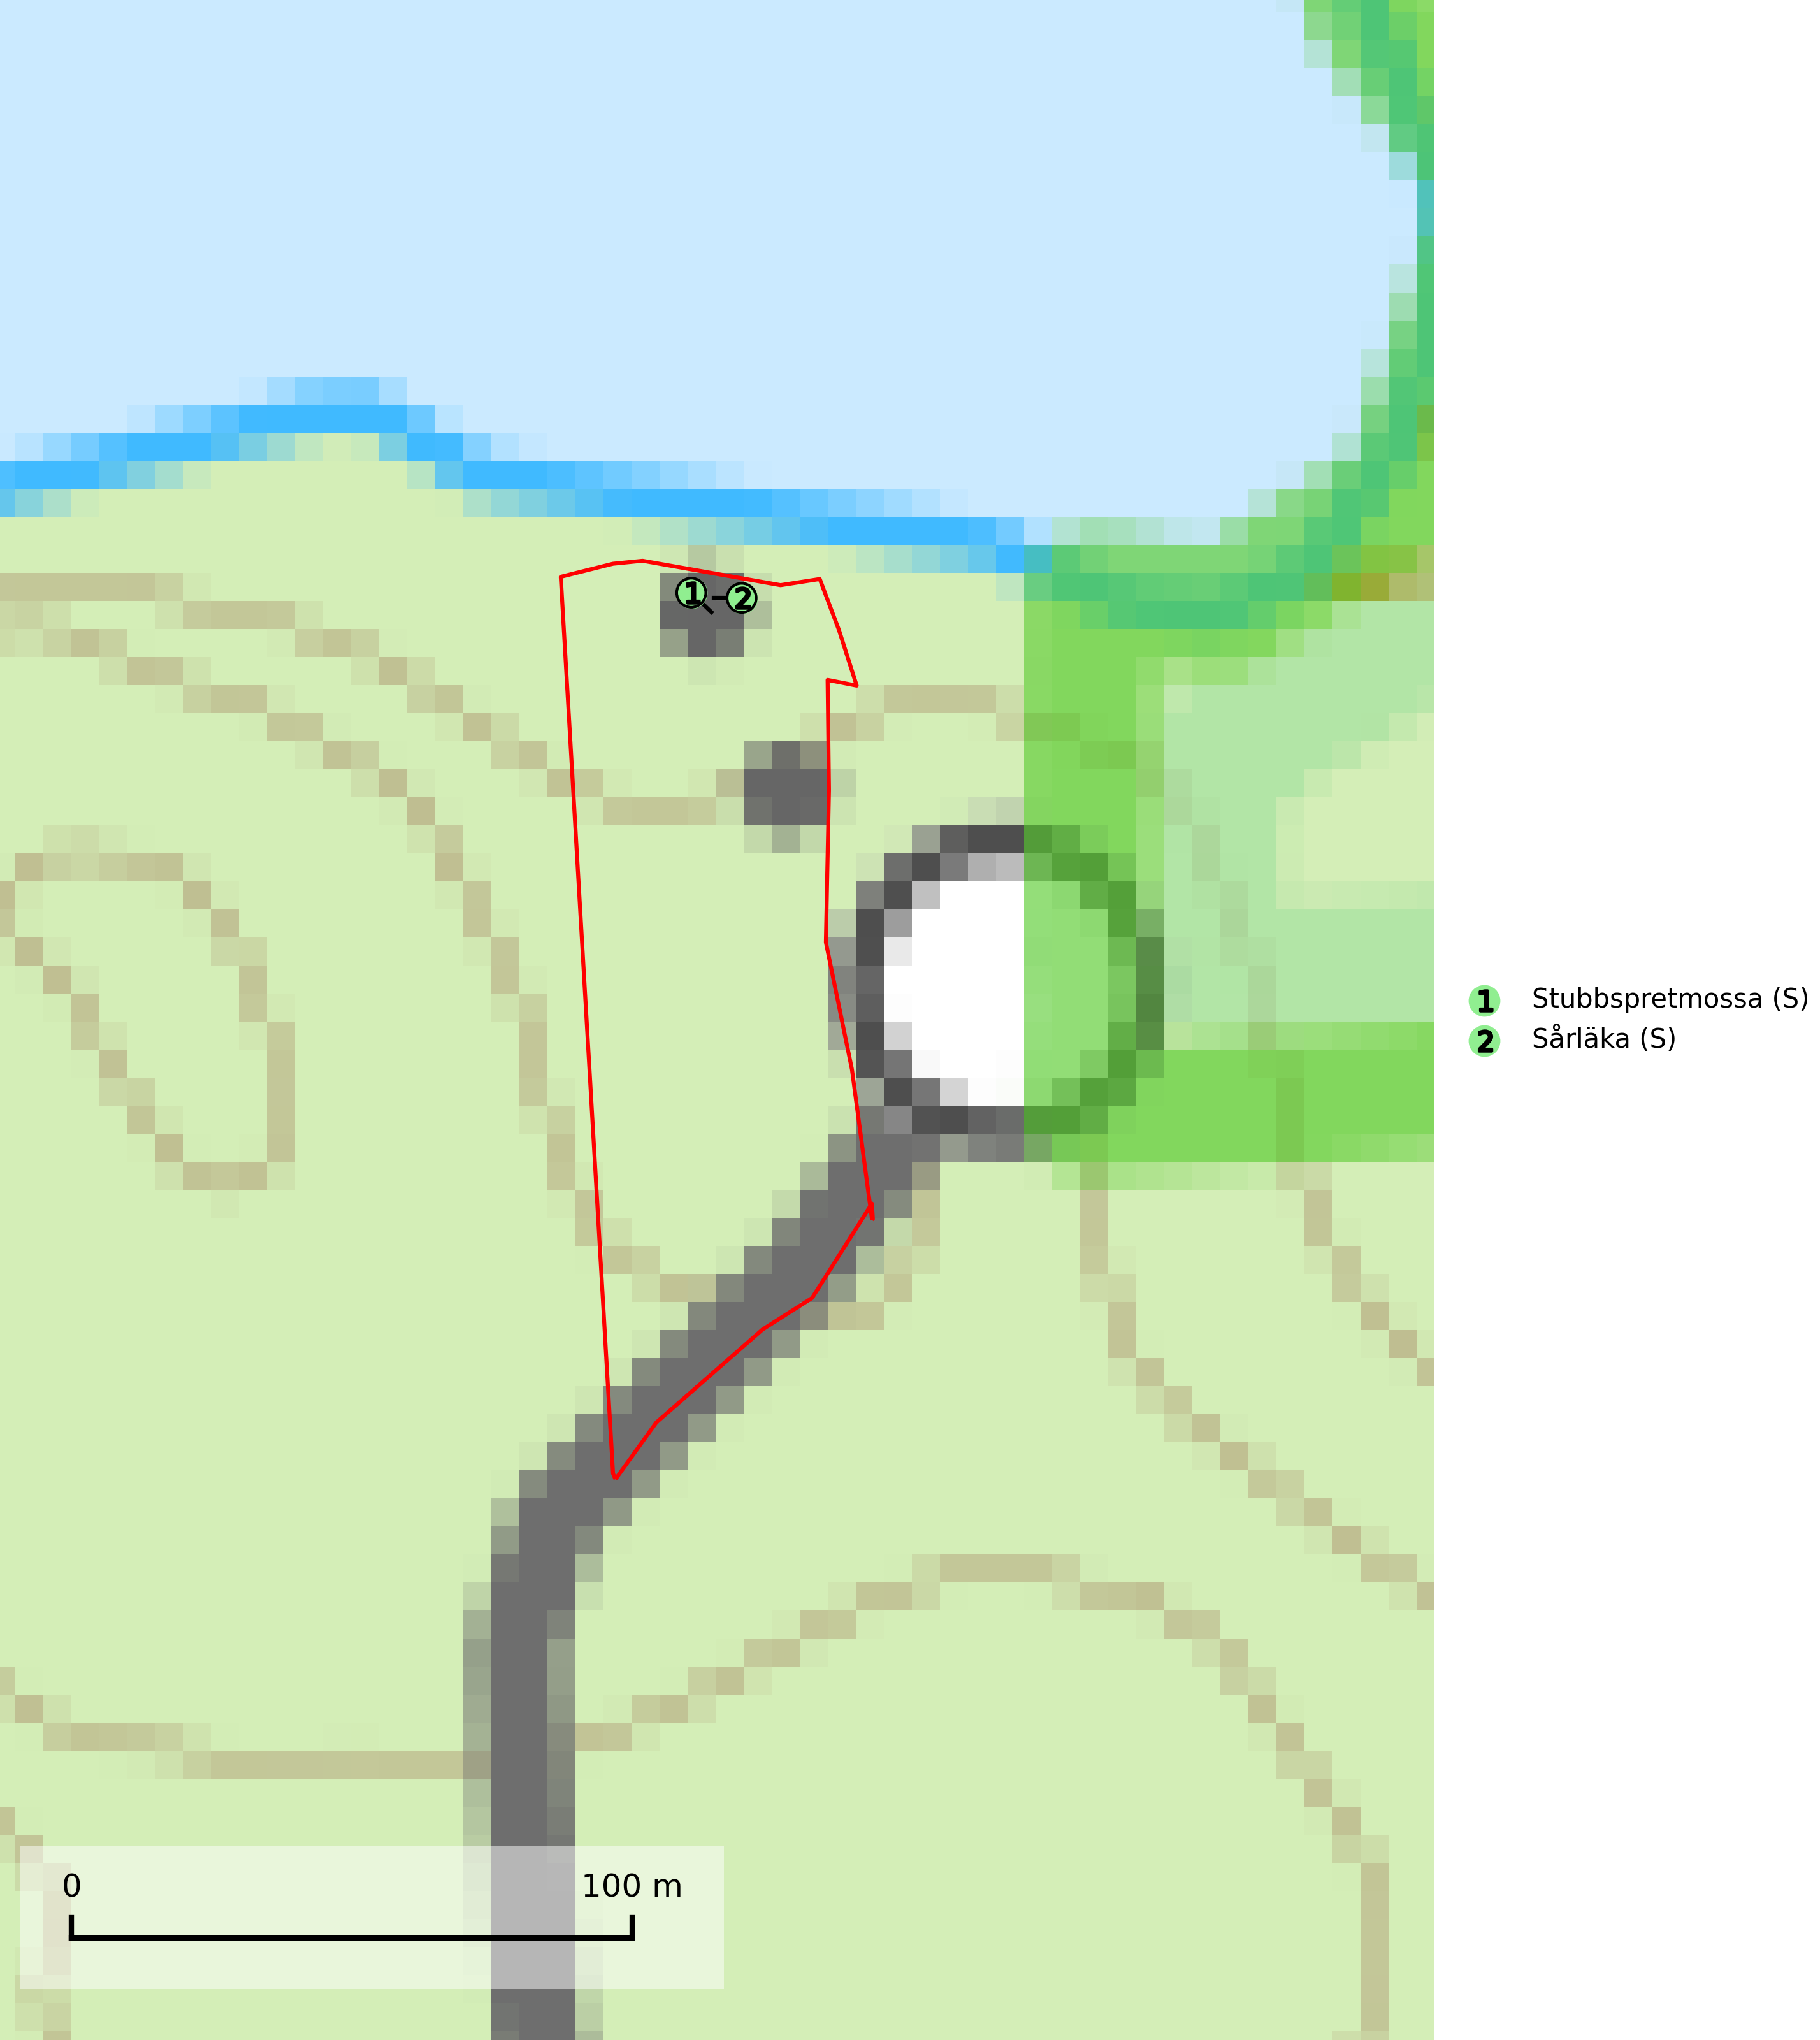 1 2
1 Stubbspretmossa (S)
2 Sårläka (S)
0 100 m